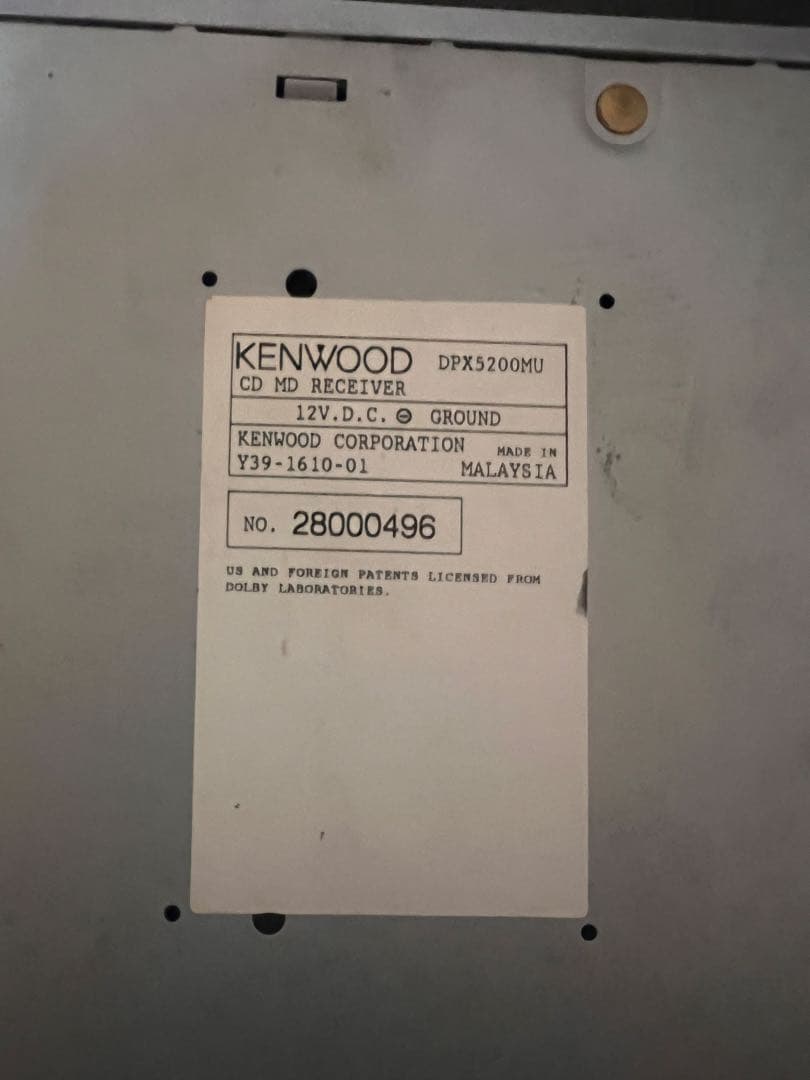 KENWOOD DPX5200MU
CD MD RECEIVER
12V.D.C. ⊖ GROUND
KENWOOD CORPORATION MADE IN
Y39-1610-01 MALAYSIA
NO. 28000496
US AND FOREIGN PATENTS LICENSED FROM
DOLBY LABORATORIES.